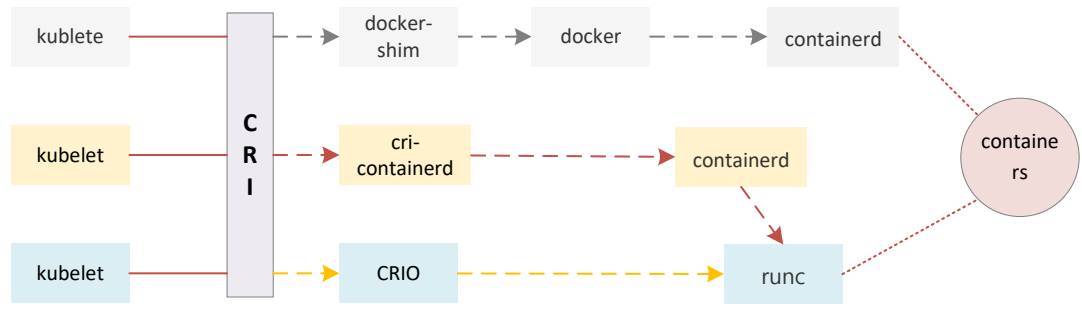 kublete
docker-
shim
docker
containerd
C
R
I
kubelet
cri-
containerd
containerd
containe
rs
kubelet
CRIO
runc